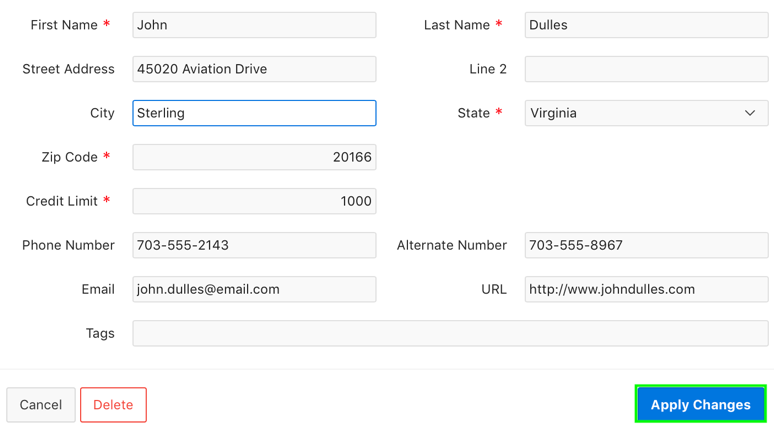 First Name * John Last Name * Dulles
Street Address 45020 Aviation Drive Line 2
City Sterling State * Virginia
Zip Code * 20166
Credit Limit * 1000
Phone Number 703-555-2143 Alternate Number 703-555-8967
Email john.dulles@email.com URL http://www.johndulles.com
Tags
Cancel Delete Apply Changes